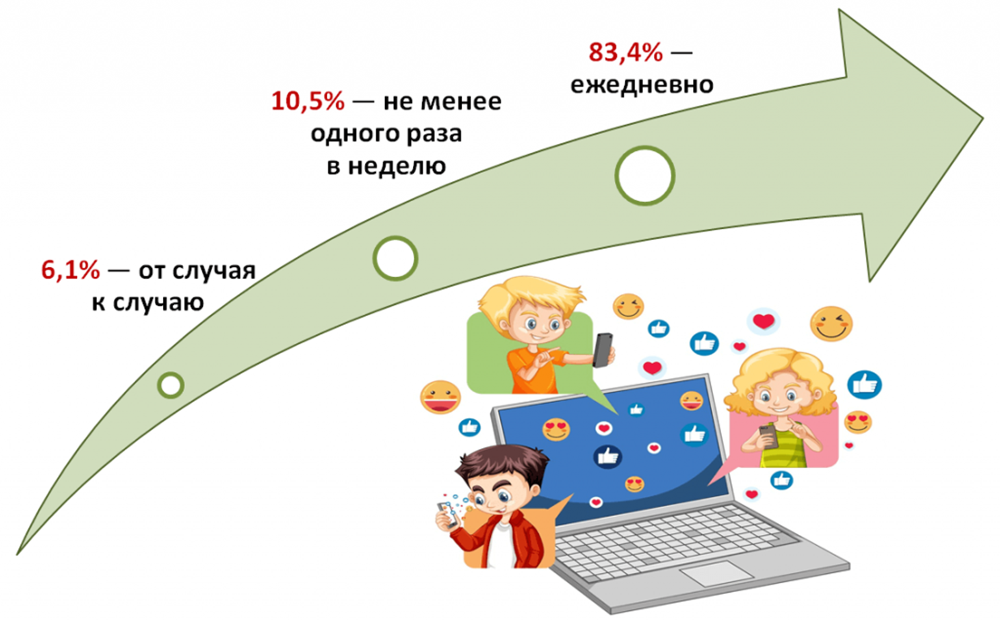 83,4% —
ежедневно
10,5% — не менее
одного раза
в неделю
6,1% — от случая
к случаю